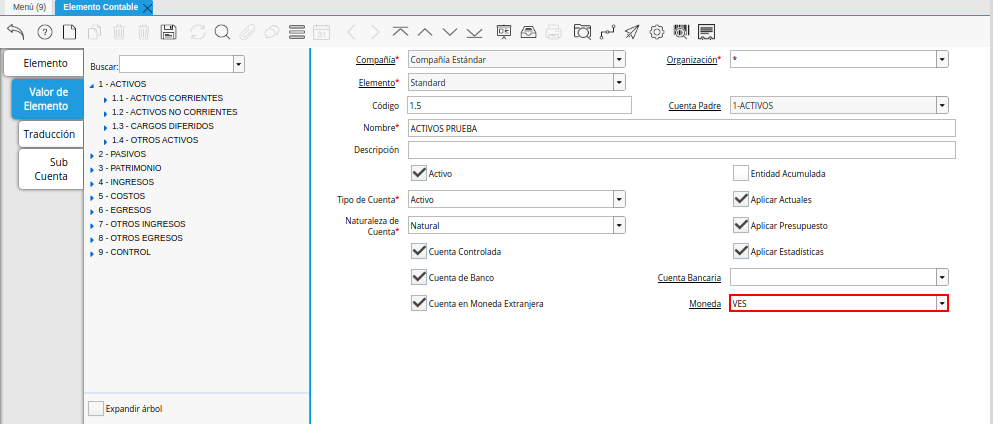 Menú (9)
Elemento Contable
31
Elemento
Valor de
Elemento
Traducción
Sub
Cuenta
Buscar:
1 - ACTIVOS
1.1 - ACTIVOS CORRIENTES
1.2 - ACTIVOS NO CORRIENTES
1.3 - CARGOS DIFERIDOS
1.4 - OTROS ACTIVOS
2 - PASIVOS
3 - PATRIMONIO
4 - INGRESOS
5 - COSTOS
6 - EGRESOS
7 - OTROS INGRESOS
8 - OTROS EGRESOS
9 - CONTROL
Expandir árbol
Compañía* Compañía Estándar Organización* *
Elemento* Standard
Código 1.5 Cuenta Padre 1-ACTIVOS
Nombre* ACTIVOS PRUEBA
Descripción
Activo Entidad Acumulada
Tipo de Cuenta* Activo Aplicar Actuales
Naturaleza de
Cuenta* Natural Aplicar Presupuesto
Cuenta Controlada Aplicar Estadísticas
Cuenta de Banco Cuenta Bancaria
Cuenta en Moneda Extranjera Moneda VES